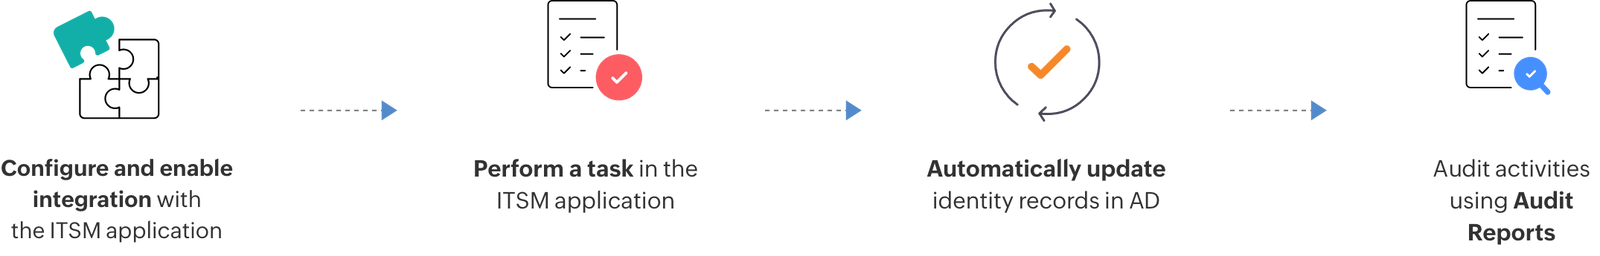 Configure and enable
integration with
the ITSM application
Perform a task in the
ITSM application
Automatically update
identity records in AD
Audit activities
using Audit
Reports